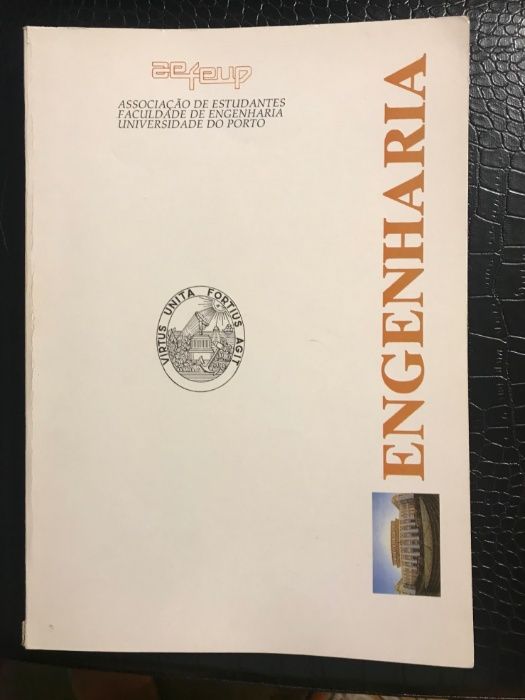 aefeup
ASSOCIAÇÃO DE ESTUDANTES
FACULDADE DE ENGENHARIA
UNIVERSIDADE DO PORTO
VIRTUS UNITA FORTIUS AGIT
ENGENHARIA